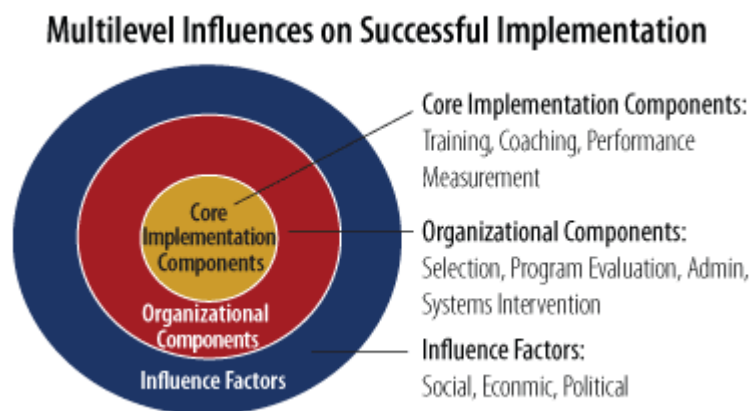 Multilevel Influences on Successful Implementation
Core
Implementation
Components
Organizational
Components
Influence Factors
Core Implementation Components:
Training, Coaching, Performance
Measurement
Organizational Components:
Selection, Program Evaluation, Admin,
Systems Intervention
Influence Factors:
Social, Econmic, Political